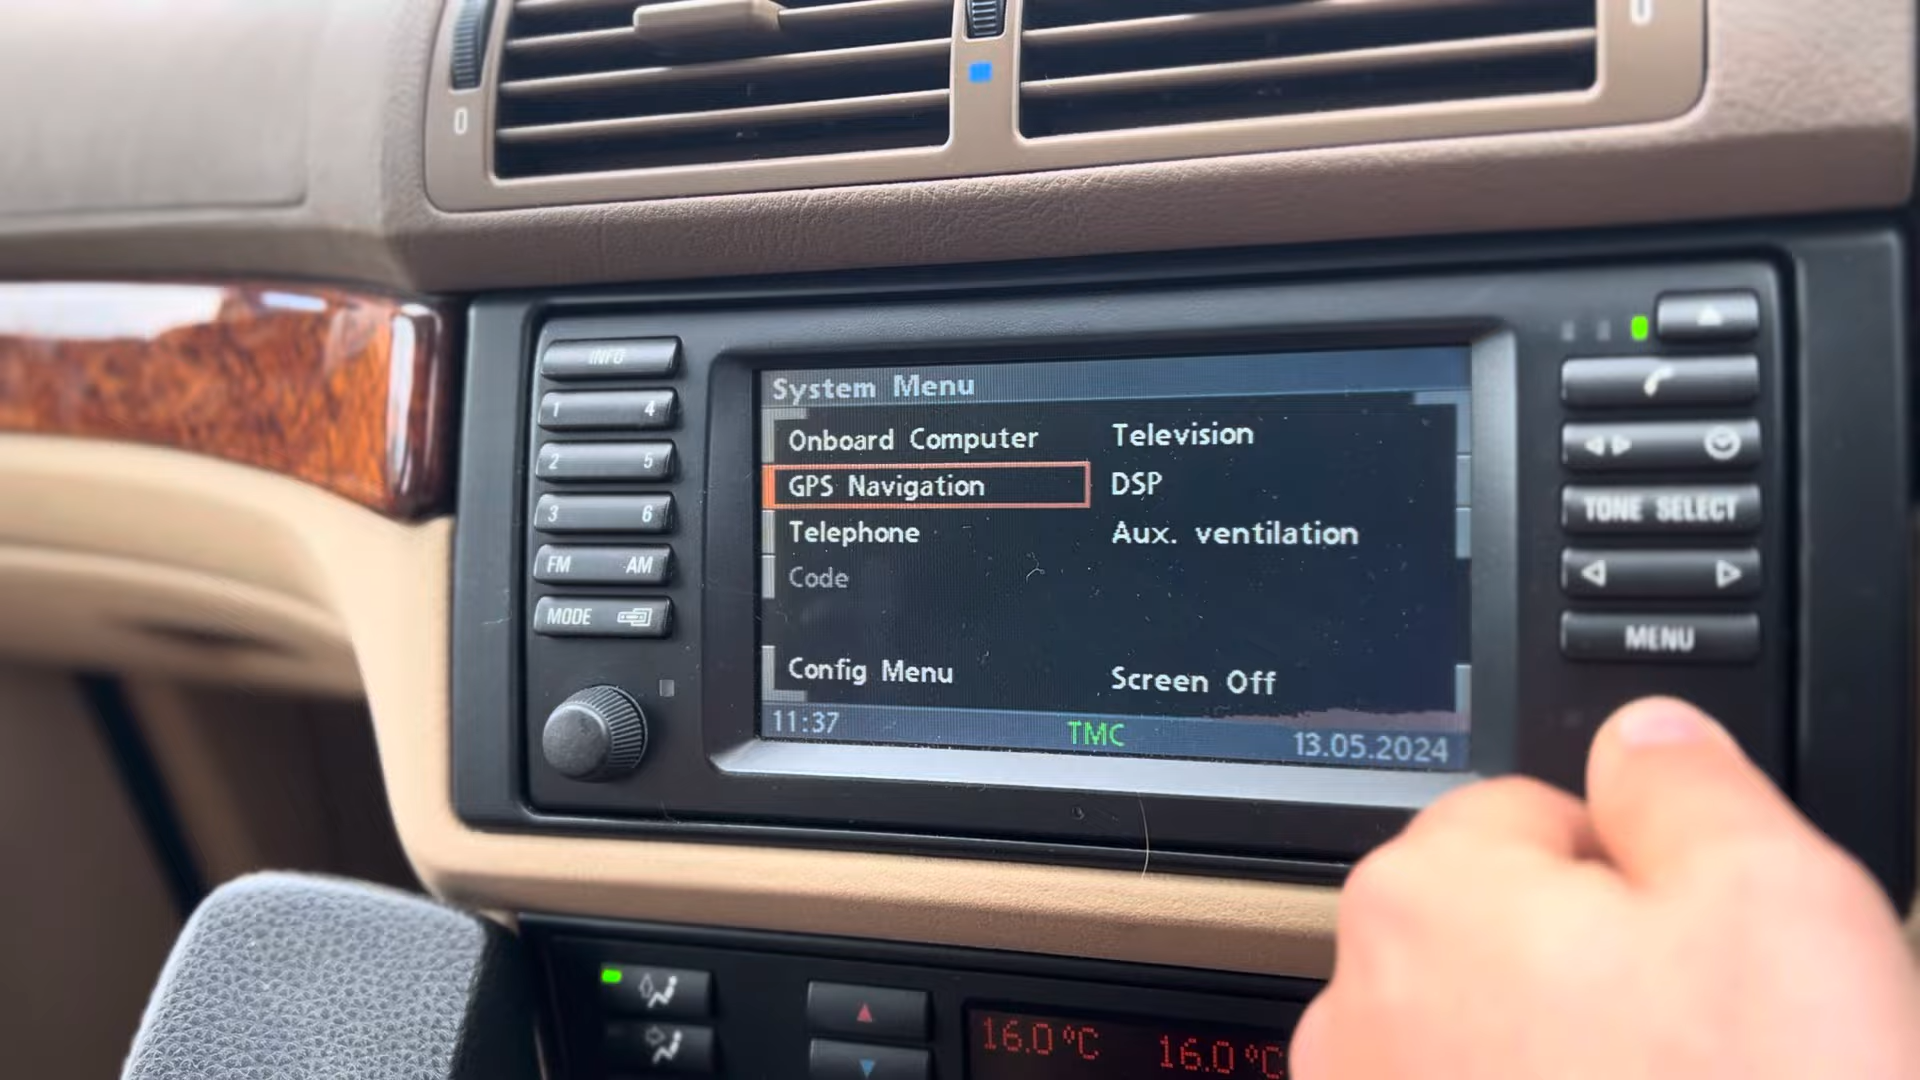 0
0
INFO
1 4
2 5
3 6
FM AM
MODE
System Menu
Onboard Computer
GPS Navigation
Telephone
Code
Config Menu
Television
DSP
Aux. ventilation
Screen Off
11:37
TMC
13.05.2024
TONE SELECT
MENU
16.0°C 16.0°C